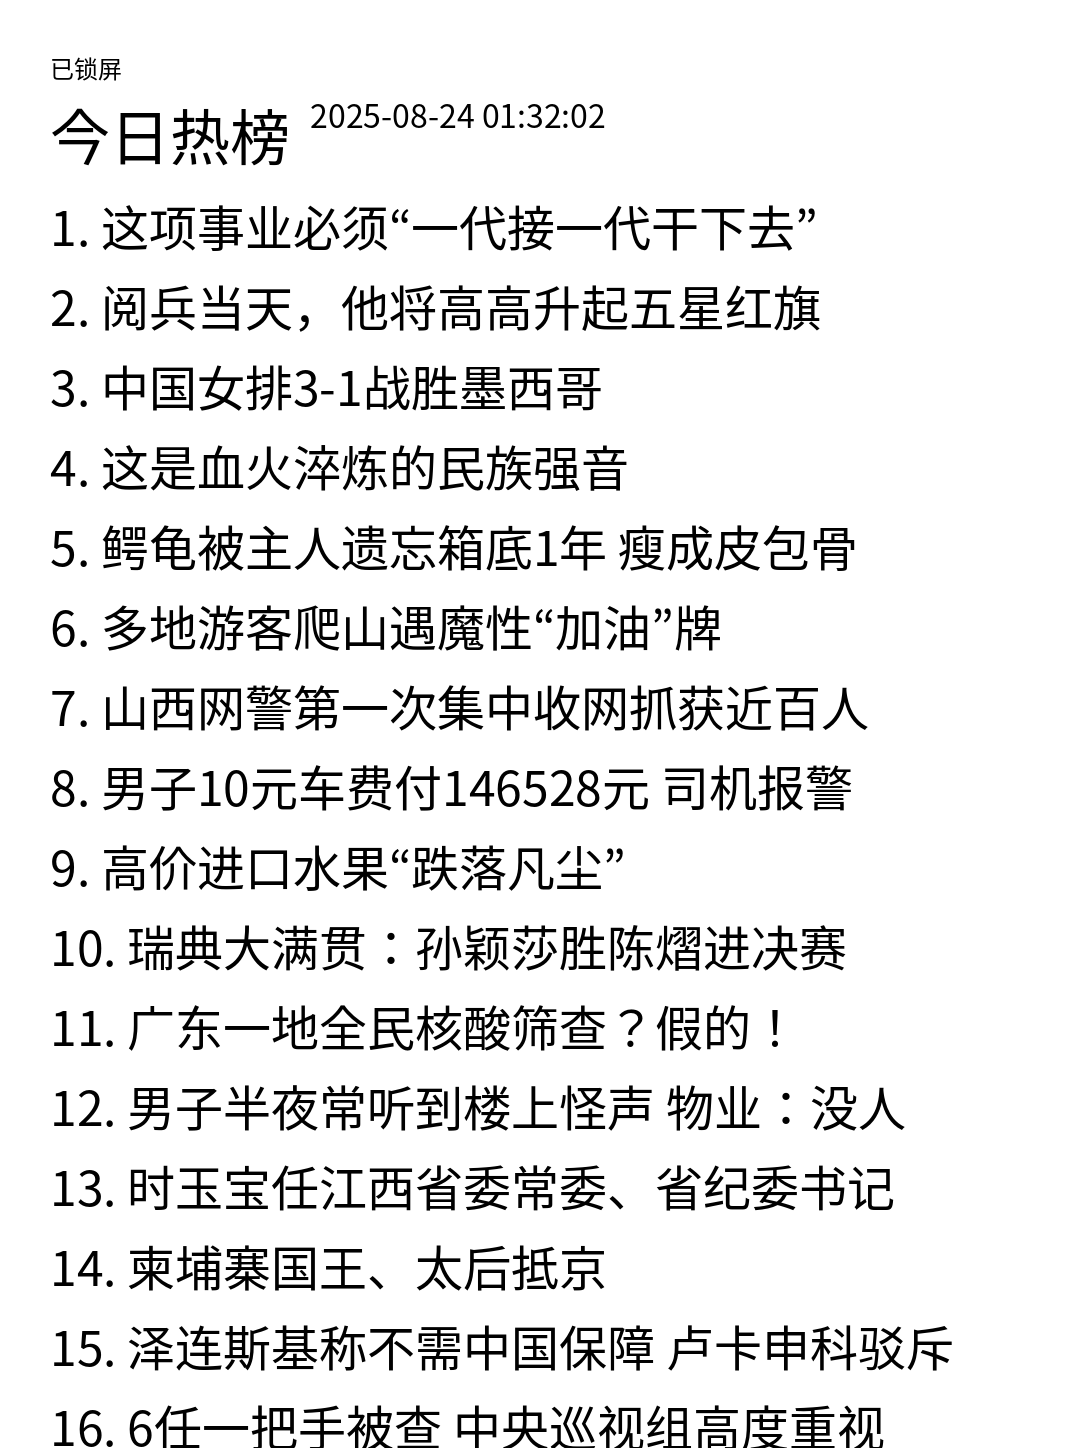 已锁屏
今日热榜 2025-08-24 01:32:02
1. 这项事业必须“一代接一代干下去”
2. 阅兵当天，他将高高升起五星红旗
3. 中国女排3-1战胜墨西哥
4. 这是血火淬炼的民族强音
5. 鳄龟被主人遗忘箱底1年 瘦成皮包骨
6. 多地游客爬山遇魔性“加油”牌
7. 山西网警第一次集中收网抓获近百人
8. 男子10元车费付146528元 司机报警
9. 高价进口水果“跌落凡尘”
10. 瑞典大满贯：孙颖莎胜陈熠进决赛
11. 广东一地全民核酸筛查？假的！
12. 男子半夜常听到楼上怪声 物业：没人
13. 时玉宝任江西省委常委、省纪委书记
14. 柬埔寨国王、太后抵京
15. 泽连斯基称不需中国保障 卢卡申科驳斥
16. 6任一把手被查 中央巡视组高度重视